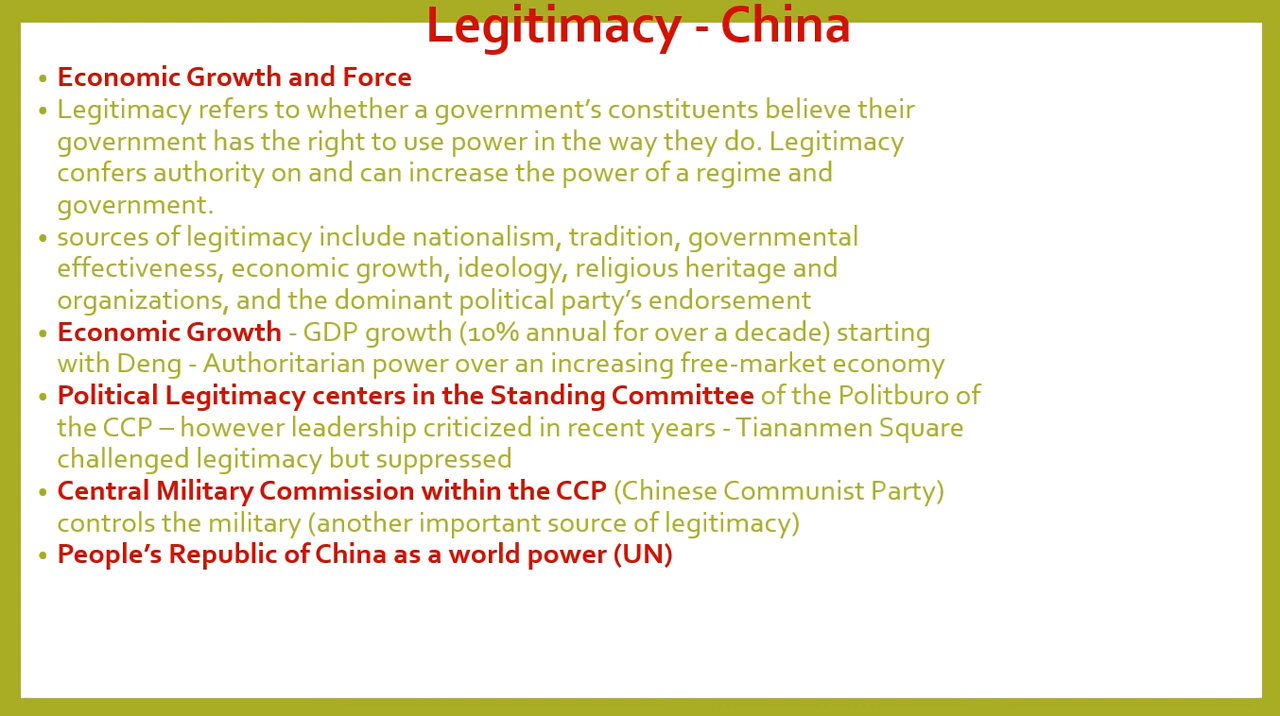 Legitimacy - China
• Economic Growth and Force
• Legitimacy refers to whether a government's constituents believe their
government has the right to use power in the way they do. Legitimacy
confers authority on and can increase the power of a regime and
government.
• sources of legitimacy include nationalism, tradition, governmental
effectiveness, economic growth, ideology, religious heritage and
organizations, and the dominant political party's endorsement
• Economic Growth - GDP growth (10% annual for over a decade) starting
with Deng - Authoritarian power over an increasing free-market economy
• Political Legitimacy centers in the Standing Committee of the Politburo of
the CCP – however leadership criticized in recent years - Tiananmen Square
challenged legitimacy but suppressed
• Central Military Commission within the CCP (Chinese Communist Party)
controls the military (another important source of legitimacy)
• People's Republic of China as a world power (UN)